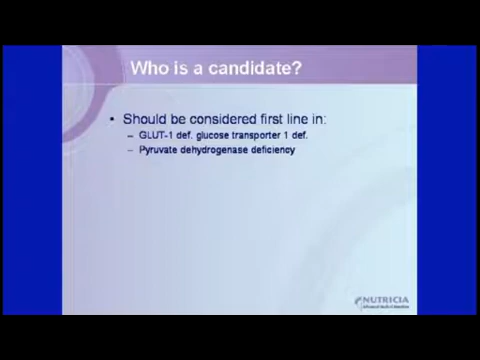 Who is a candidate?
• Should be considered first line in:
– GLUT-1 def. glucose transporter 1 def.
– Pyruvate dehydrogenase deficiency
NUTRICIA
Advanced Medical Nutrition